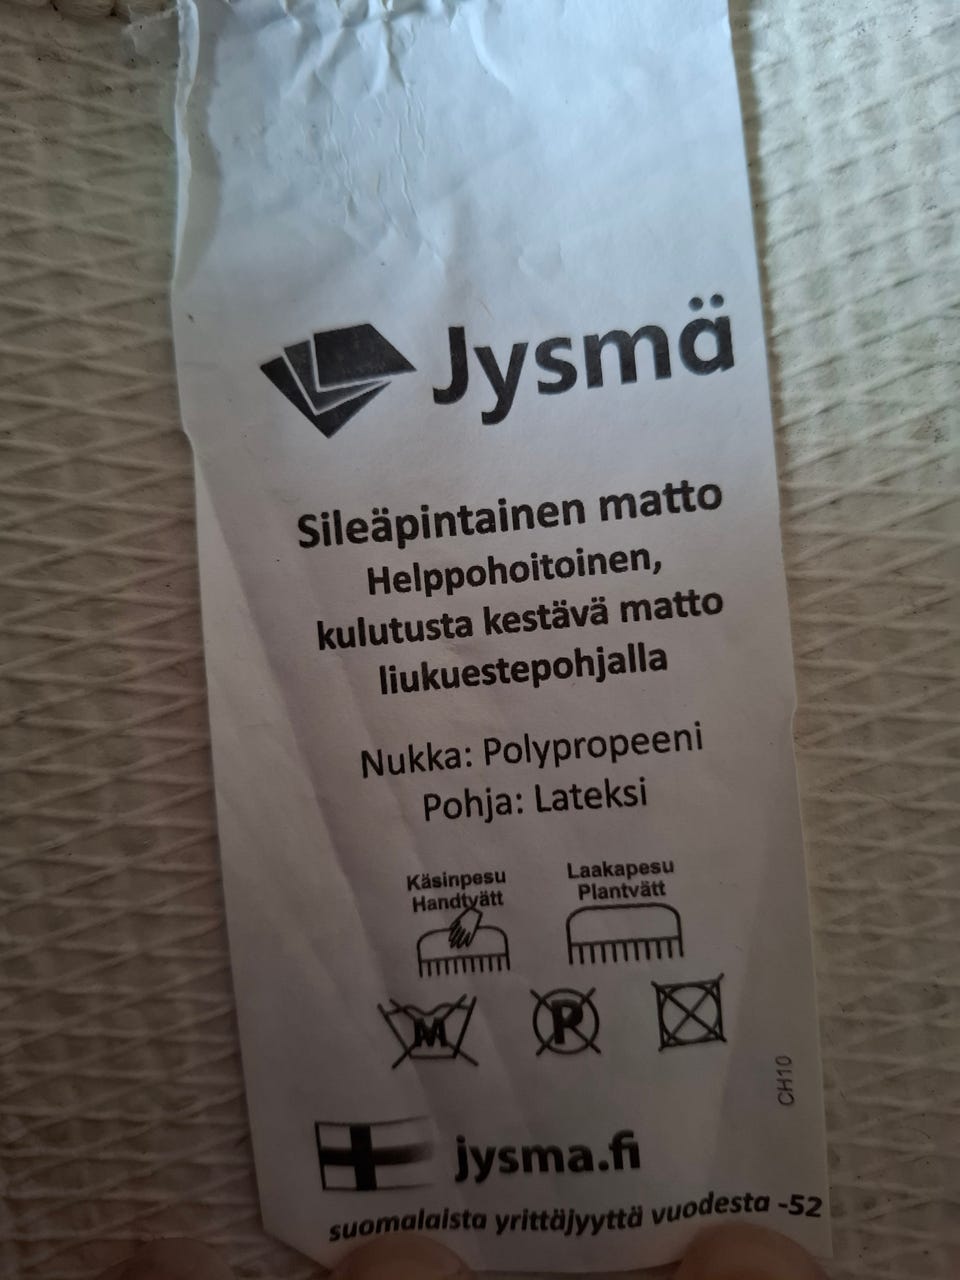 Jysmä
Sileäpintainen matto
Helppohoitoinen,
kulutusta kestävä matto
liukuestepohjalla
Nukka: Polypropeeni
Pohja: Lateksi
Käsinpesu
Handtvätt
Laakapesu
Plantvätt
M
P
CH10
jysma.fi
suomalaista yrittäjyyttä vuodesta -52